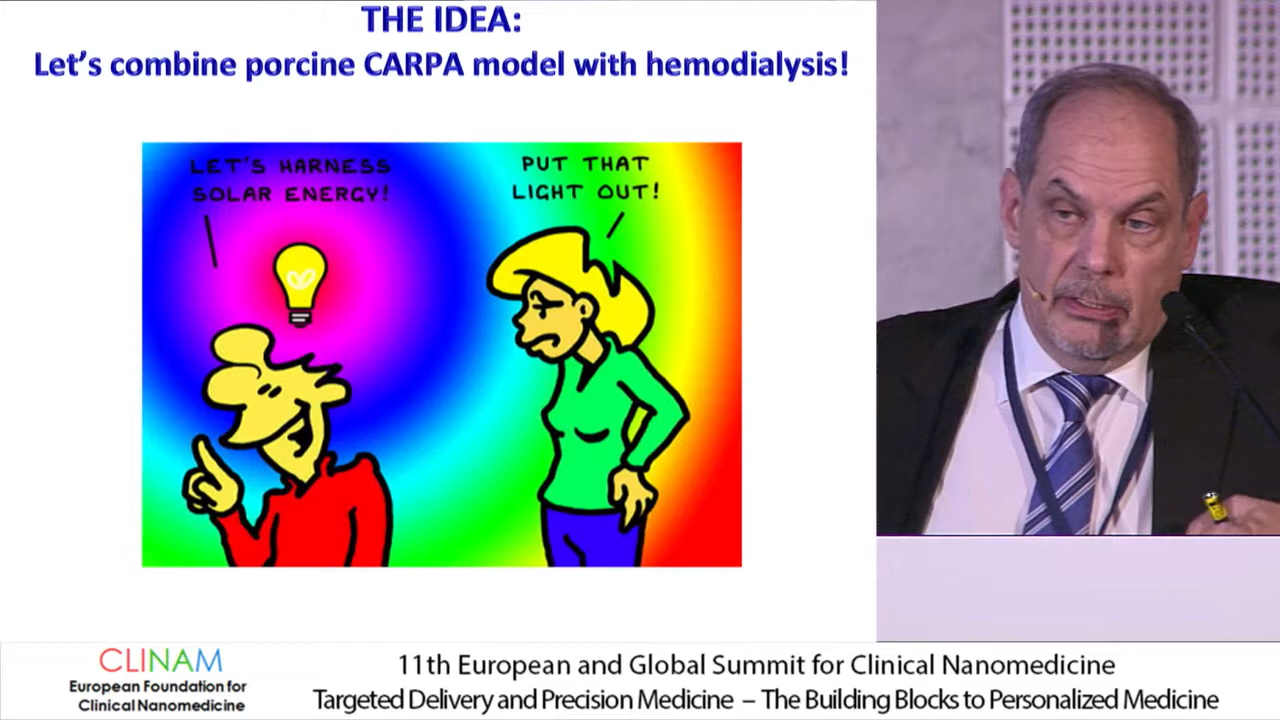 THE IDEA:
Let's combine porcine CARPA model with hemodialysis!
LET'S HARNESS
SOLAR ENERGY!
PUT THAT
LIGHT OUT!
CLINAM
European Foundation for
Clinical Nanomedicine
11th European and Global Summit for Clinical Nanomedicine
Targeted Delivery and Precision Medicine – The Building Blocks to Personalized Medicine